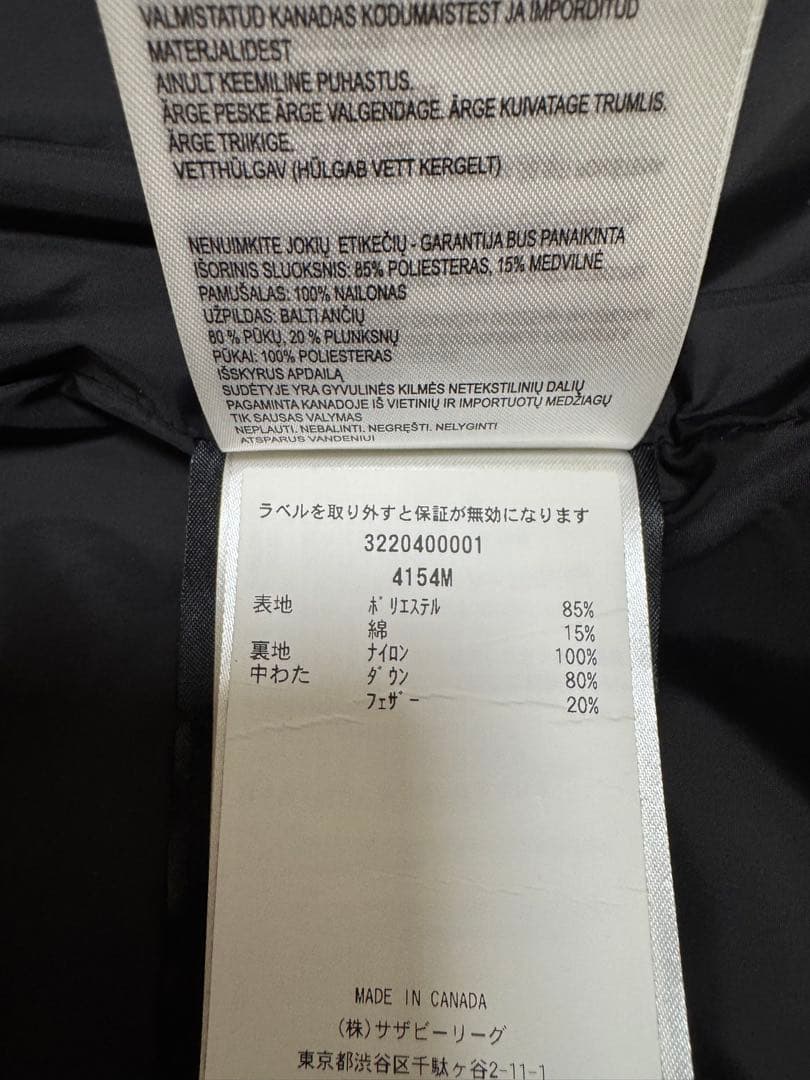 VALMISTATUD KANADAS KODUMAISTEST JA IMPORDITUD
MATERJALIDEST
AINULT KEEMILINE PUHASTUS.
ÄRGE PESKE ÄRGE VALGENDAGE. ÄRGE KUIVATAGE TRUMLIS.
ÄRGE TRIIKIGE.
VETTHÜLGAV (HÜLGAB VETT KERGELT)
NENUIMKITE JOKIŲ ETIKEČIŲ - GARANTIJA BUS PANAIKINTA
IŠORINIS SLUOKSNIS: 85% POLIESTERAS, 15% MEDVILNĖ
PAMUŠALAS: 100% NAILONAS
UŽPILDAS: BALTI ANČIŲ
80 % PŪKŲ, 20 % PLUNKSNŲ
PŪKAI: 100% POLIESTERAS
IŠSKYRUS APDAILĄ
SUDĖTYJE YRA GYVULINĖS KILMĖS NETEKSTILINIŲ DALIŲ
PAGAMINTA KANADOJE IŠ VIETINIŲ IR IMPORTUOTŲ MEDŽIAGŲ
TIK SAUSAS VALYMAS
NEPLAUTI. NEBALINTI. NEGRĘŠTI. NELYGINTI
ATSPARUS VANDENIUI
ラベルを取り外すと保証が無効になります
3220400001
4154M
表地 ﾎﾟﾘｴｽﾃﾙ 85%
綿 15%
裏地 ﾅｲﾛﾝ 100%
中わた ﾀﾞｳﾝ 80%
ﾌｪｻﾞｰ 20%
MADE IN CANADA
(株)サザビーリーグ
東京都渋谷区千駄ヶ谷2-11-1